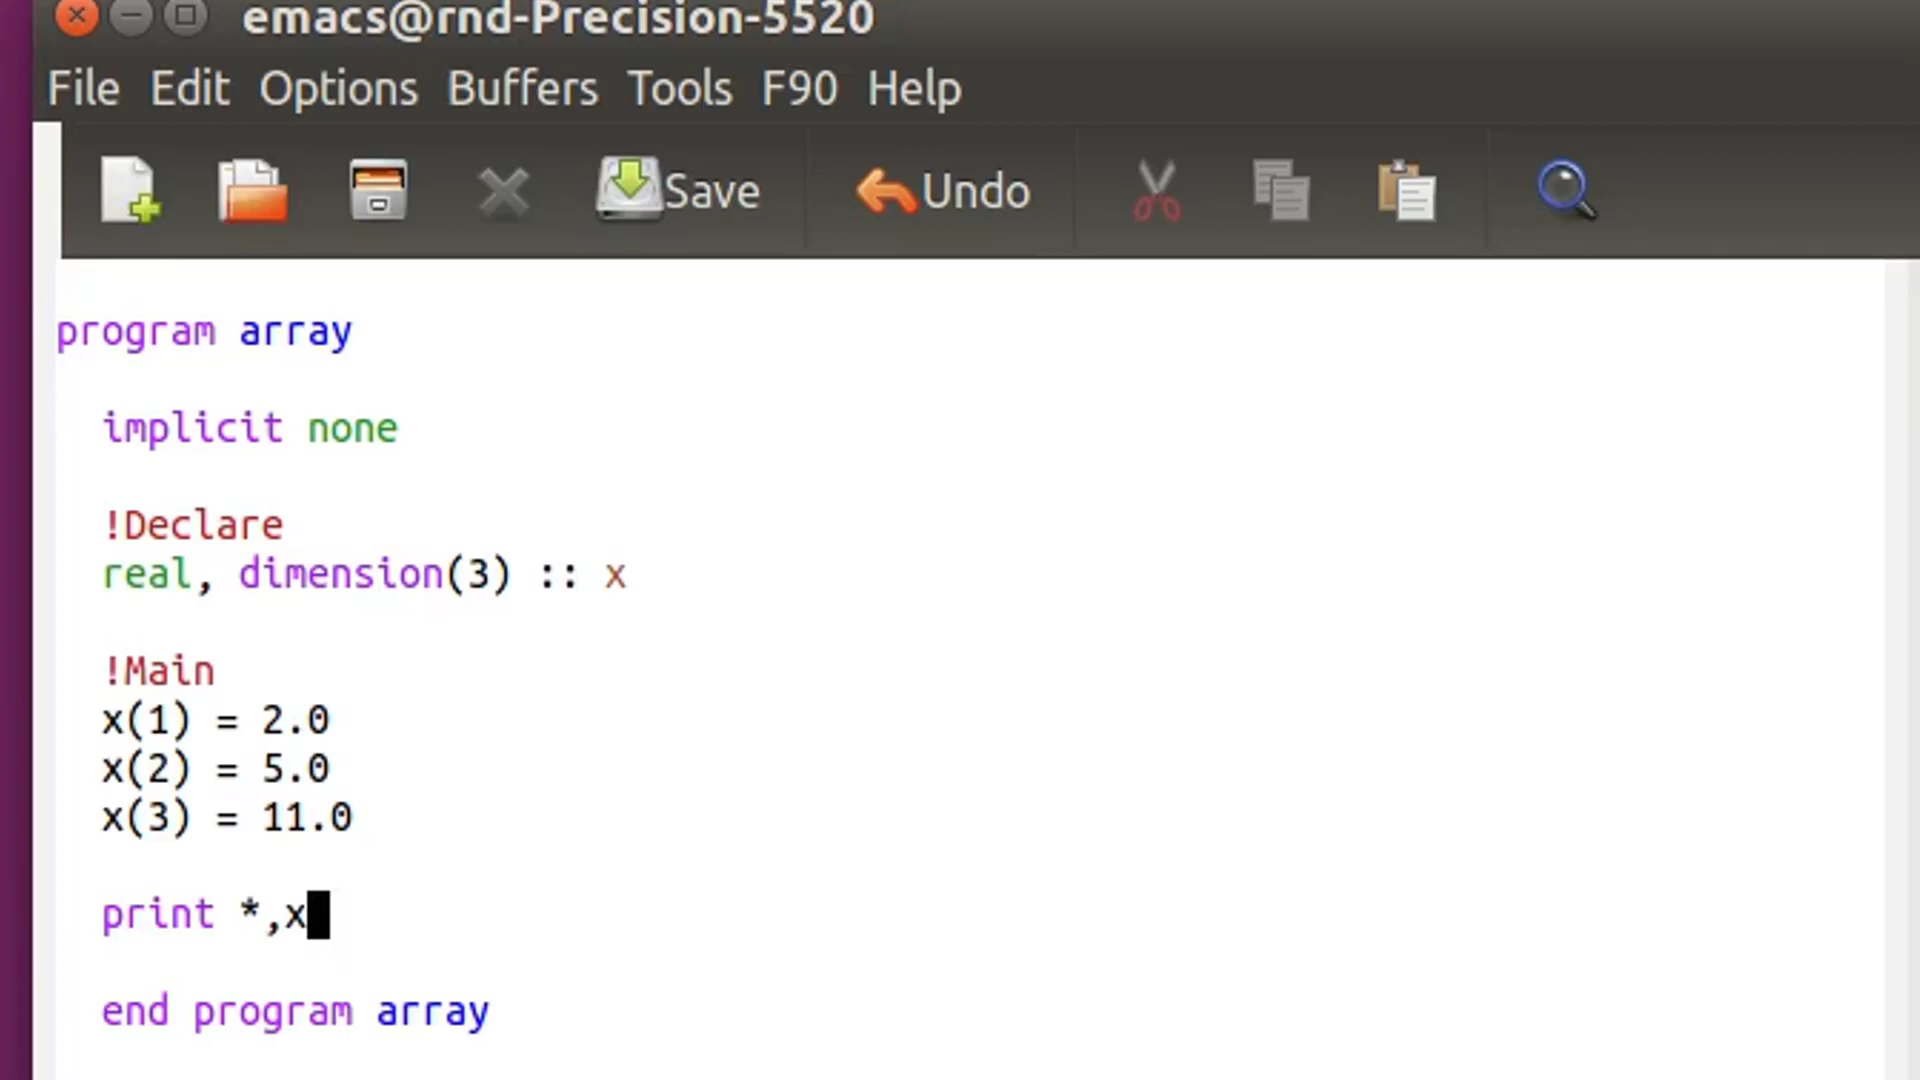 emacs@rnd-Precision-5520
File Edit Options Buffers Tools F90 Help
Save Undo
program array
implicit none
!Declare
real, dimension(3) :: x
!Main
x(1) = 2.0
x(2) = 5.0
x(3) = 11.0
print *,x
end program array